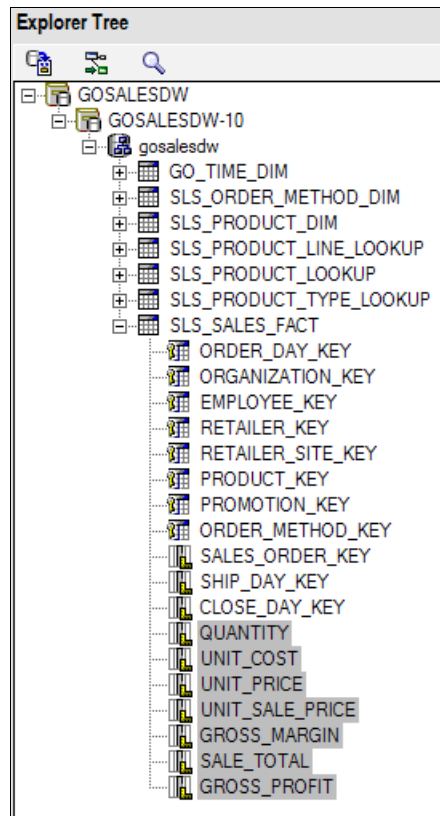 Explorer Tree
GOSALESDW
GOSALESDW-10
gosalesdw
GO_TIME_DIM
SLS_ORDER_METHOD_DIM
SLS_PRODUCT_DIM
SLS_PRODUCT_LINE_LOOKUP
SLS_PRODUCT_LOOKUP
SLS_PRODUCT_TYPE_LOOKUP
SLS_SALES_FACT
ORDER_DAY_KEY
ORGANIZATION_KEY
EMPLOYEE_KEY
RETAILER_KEY
RETAILER_SITE_KEY
PRODUCT_KEY
PROMOTION_KEY
ORDER_METHOD_KEY
SALES_ORDER_KEY
SHIP_DAY_KEY
CLOSE_DAY_KEY
QUANTITY
UNIT_COST
UNIT_PRICE
UNIT_SALE_PRICE
GROSS_MARGIN
SALE_TOTAL
GROSS_PROFIT